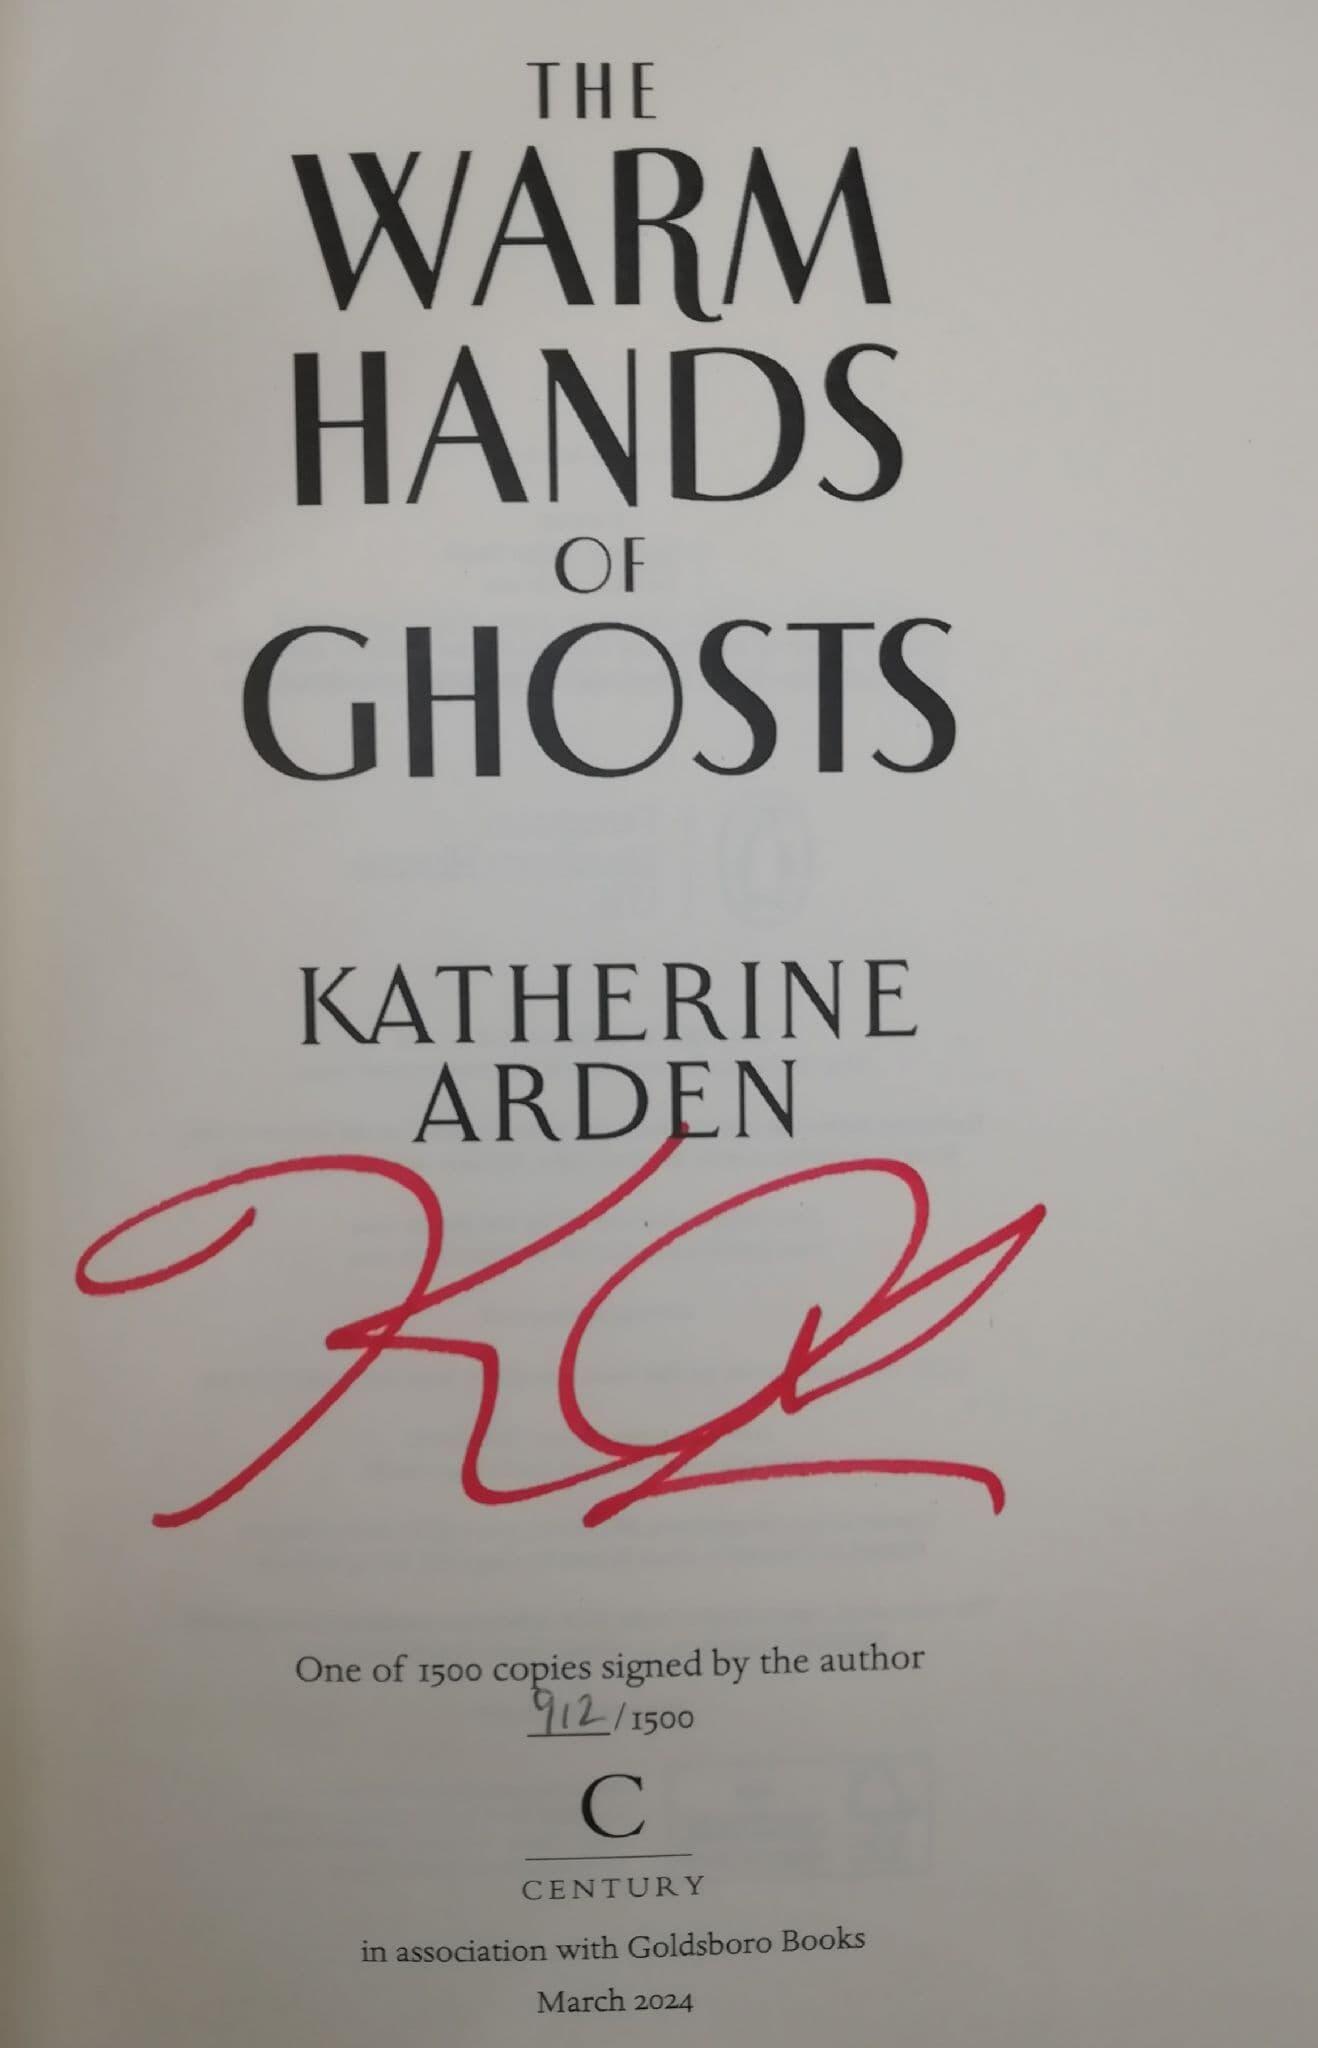 THE
WARM
HANDS
OF
GHOSTS
KATHERINE
ARDEN
One of 1500 copies signed by the author
912/1500
C
CENTURY
in association with Goldsboro Books
March 2024